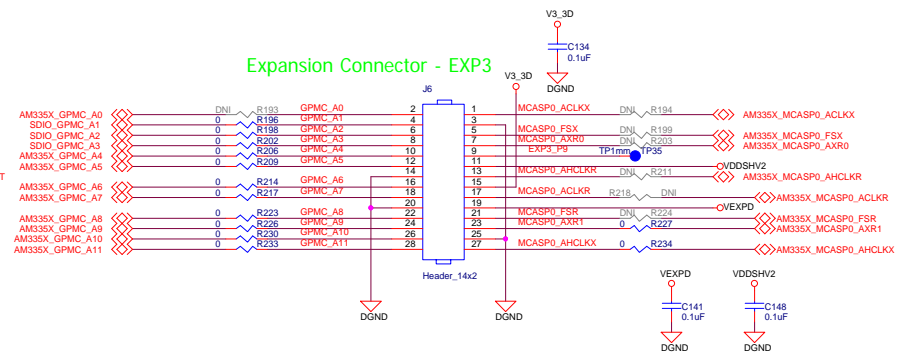 V3_3D
C134
0.1uF
DGND
Expansion Connector - EXP3
V3_3D
J6
AM335X_GPMC_A0 DNI R193 GPMC_A0 2 1 MCASP0_ACLKX DNI R194 AM335X_MCASP0_ACLKX
SDIO_GPMC_A1 0 R196 GPMC_A1 4 3
SDIO_GPMC_A2 0 R198 GPMC_A2 6 5 MCASP0_FSX DNI R199 AM335X_MCASP0_FSX
SDIO_GPMC_A3 0 R202 GPMC_A3 8 7 MCASP0_AXR0 DNI R203 AM335X_MCASP0_AXR0
AM335X_GPMC_A4 0 R206 GPMC_A4 10 9 EXP3_P9 TP1mm TP35
AM335X_GPMC_A5 0 R209 GPMC_A5 12 11 VDDSHV2
T 14 13 MCASP0_AHCLKR DNI R211 AM335X_MCASP0_AHCLKR
AM335X_GPMC_A6 0 R214 GPMC_A6 16 15
AM335X_GPMC_A7 0 R217 GPMC_A7 18 17 MCASP0_ACLKR R218 DNI AM335X_MCASP0_ACLKR
20 19 VEXPD
AM335X_GPMC_A8 0 R223 GPMC_A8 22 21 MCASP0_FSR DNI R224 AM335X_MCASP0_FSR
AM335X_GPMC_A9 0 R226 GPMC_A9 24 23 MCASP0_AXR1 0 R227 AM335X_MCASP0_AXR1
AM335X_GPMC_A10 0 R230 GPMC_A10 26 25
AM335X_GPMC_A11 0 R233 GPMC_A11 28 27 MCASP0_AHCLKX 0 R234 AM335X_MCASP0_AHCLKX
Header_14x2
DGND DGND
VEXPD VDDSHV2
C141 C148
0.1uF 0.1uF
DGND DGND